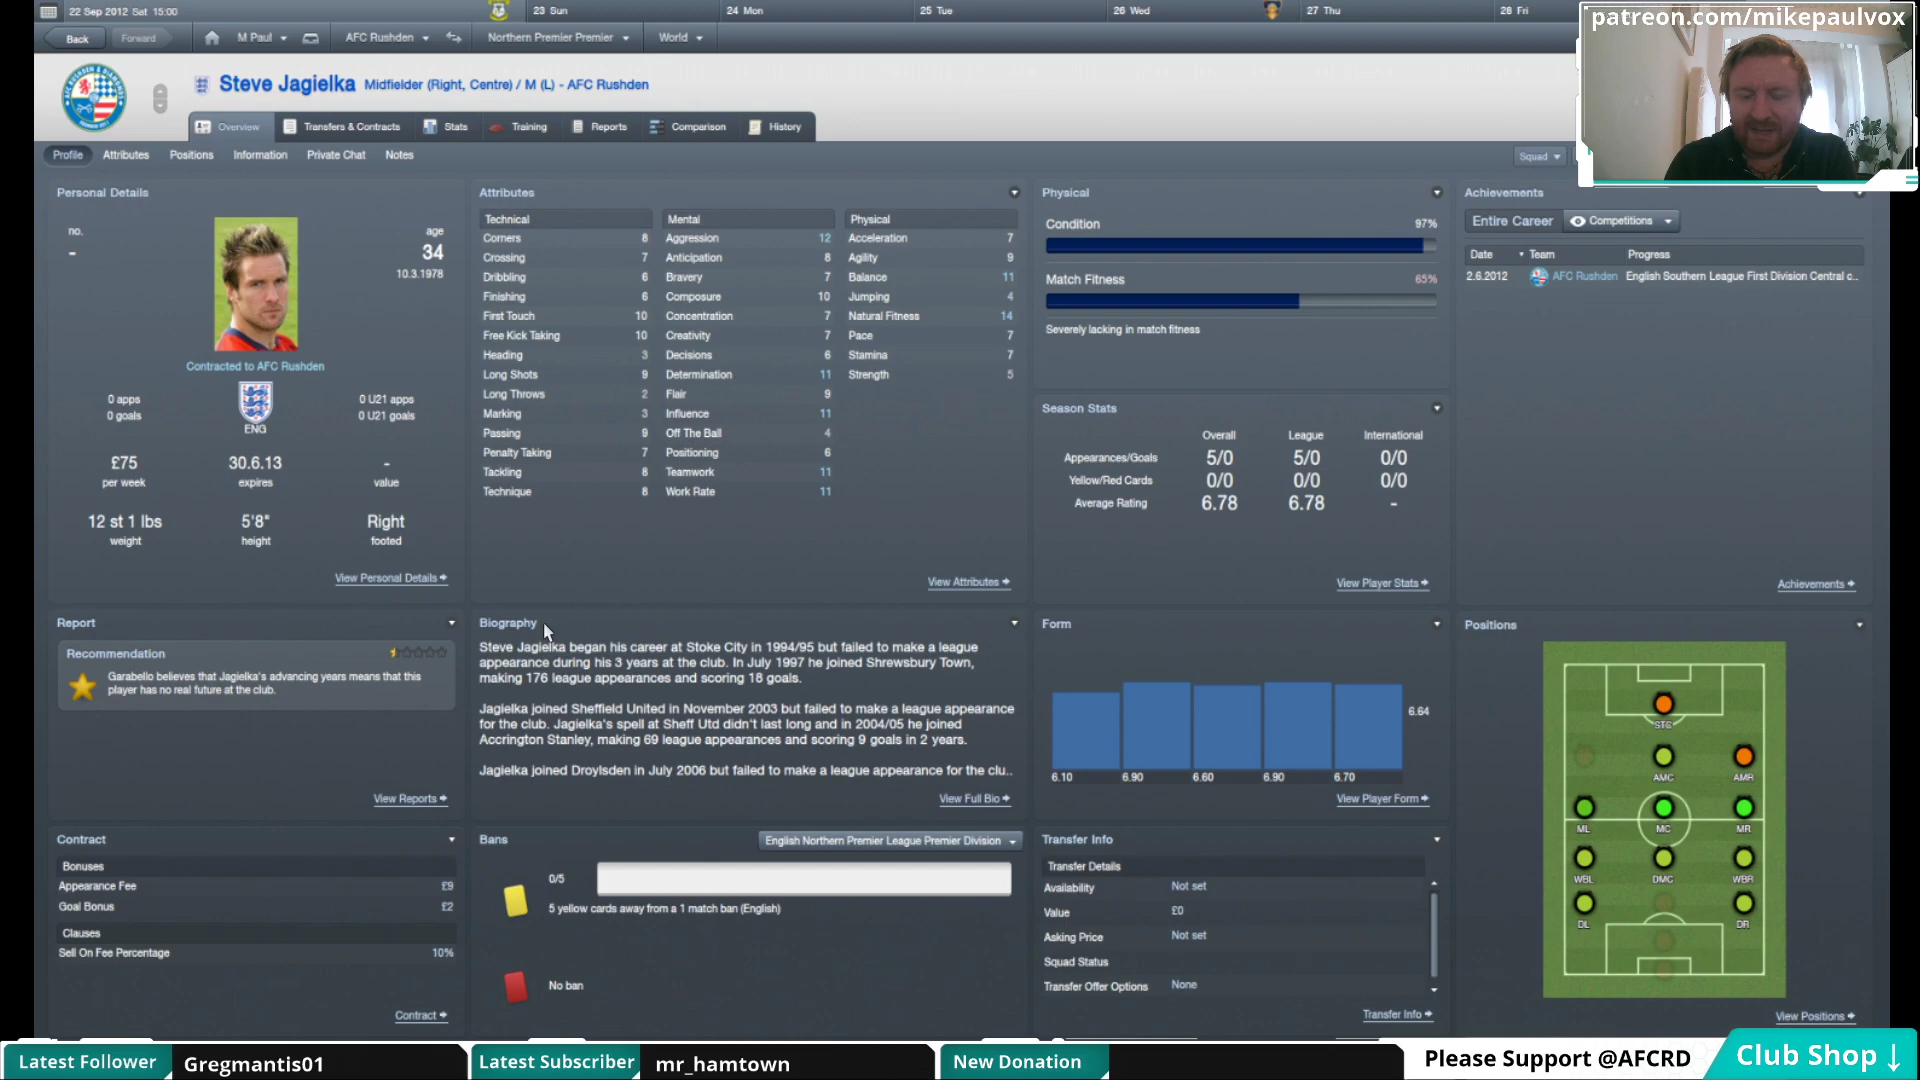 22 Sep 2012 Sat 15:00
23 Sun
24 Mon
25 Tue
26 Wed
27 Thu
28 Fri
patreon.com/mikepaulvox
Back
Forward
M Paul
AFC Rushden
Northern Premier Premier
World
Steve Jagielka Midfielder (Right, Centre) / M (L) - AFC Rushden
Overview
Transfers & Contracts
Stats
Training
Reports
Comparison
History
Profile
Attributes
Positions
Information
Private Chat
Notes
Squad
Personal Details
no.
-
age
34
10.3.1978
Contracted to AFC Rushden
0 apps
0 goals
ENG
0 U21 apps
0 U21 goals
£75
per week
30.6.13
expires
-
value
12 st 1 lbs
weight
5'8"
height
Right
footed
View Personal Details
Attributes
Technical
Corners 8
Crossing 7
Dribbling 6
Finishing 6
First Touch 10
Free Kick Taking 10
Heading 3
Long Shots 9
Long Throws 2
Marking 3
Passing 9
Penalty Taking 7
Tackling 8
Technique 8
Mental
Aggression 12
Anticipation 8
Bravery 7
Composure 10
Concentration 7
Creativity 7
Decisions 6
Determination 11
Flair 9
Influence 11
Off The Ball 4
Positioning 6
Teamwork 11
Work Rate 11
Physical
Acceleration 7
Agility 9
Balance 11
Jumping 4
Natural Fitness 14
Pace 7
Stamina 7
Strength 5
View Attributes
Physical
Condition 97%
Match Fitness 65%
Severely lacking in match fitness
Season Stats
Overall League International
Appearances/Goals 5/0 5/0 0/0
Yellow/Red Cards 0/0 0/0 0/0
Average Rating 6.78 6.78 -
View Player Stats
Achievements
Entire Career
Competitions
Date Team Progress
2.6.2012 AFC Rushden English Southern League First Division Central c..
Achievements
Report
Recommendation
Garabello believes that Jagielka's advancing years means that this
player has no real future at the club.
View Reports
Biography
Steve Jagielka began his career at Stoke City in 1994/95 but failed to make a league
appearance during his 3 years at the club. In July 1997 he joined Shrewsbury Town,
making 176 league appearances and scoring 18 goals.
Jagielka joined Sheffield United in November 2003 but failed to make a league appearance
for the club. Jagielka's spell at Sheff Utd didn't last long and in 2004/05 he joined
Accrington Stanley, making 69 league appearances and scoring 9 goals in 2 years.
Jagielka joined Droylsden in July 2006 but failed to make a league appearance for the clu..
View Full Bio
Form
6.64
6.10 6.90 6.60 6.90 6.70
View Player Form
Positions
STC
AMC
AMR
ML
MC
MR
WBL
DMC
WBR
DL
DR
View Positions
Contract
Bonuses
Appearance Fee £9
Goal Bonus £2
Clauses
Sell On Fee Percentage 10%
Contract
Bans
English Northern Premier League Premier Division
0/5
5 yellow cards away from a 1 match ban (English)
No ban
Transfer Info
Transfer Details
Availability Not set
Value £0
Asking Price Not set
Squad Status
Transfer Offer Options None
Transfer Info
Latest Follower
Gregmantis01
Latest Subscriber
mr_hamtown
New Donation
Please Support @AFCRD
Club Shop ↓